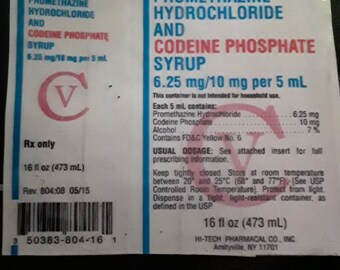 PROMETHAZINE
HYDROCHLORIDE
AND
CODEINE PHOSPHATE
SYRUP
6.25 mg/10 mg per 5 mL
CV
Rx only
16 fl oz (473 mL)
Rev. 804:08 05/15
3 50383-804-16 1
PROMETHAZINE
HYDROCHLORIDE
AND
CODEINE PHOSPHATE
SYRUP
6.25 mg/10 mg per 5 mL
This container is not intended for household use.
Each 5 mL contains:
Promethazine Hydrochloride 6.25 mg
Codeine Phosphate 10 mg
Alcohol 7%
Contains FD&C Yellow No. 6
USUAL DOSAGE: See attached insert for full
prescribing information.
Keep tightly closed. Store at room temperature
between 20° and 25°C (68° and 77°F) [See USP
Controlled Room Temperature]. Protect from light.
Dispense in a tight, light-resistant container, as
defined in the USP
CV
16 fl oz (473 mL)
HI-TECH PHARMACAL CO., INC.
Amityville, NY 11701